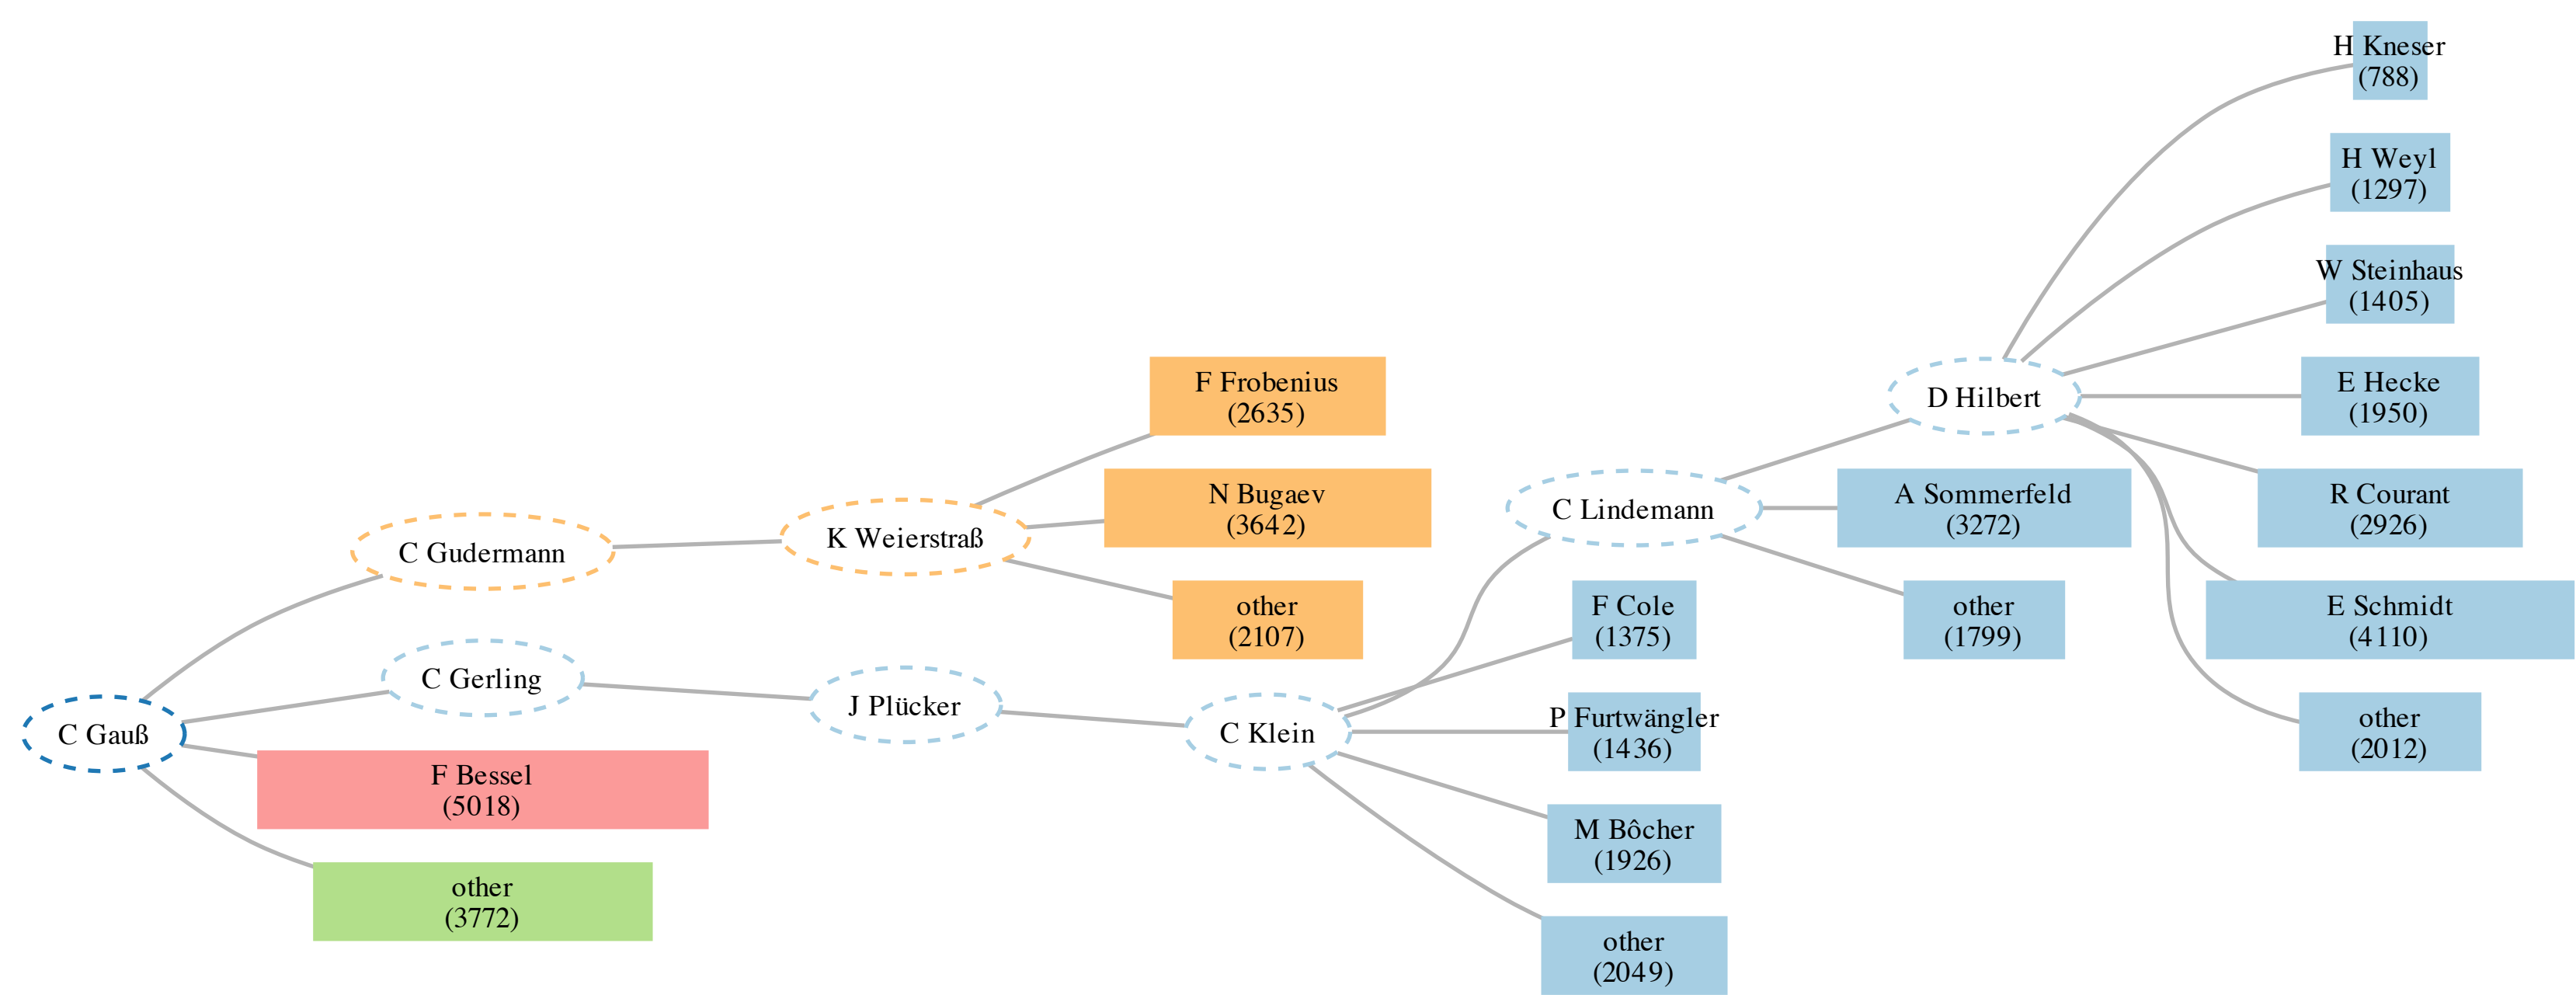 H Kneser
(788)
H Weyl
(1297)
W Steinhaus
(1405)
F Frobenius
(2635)
D Hilbert
E Hecke
(1950)
N Bugaev
(3642)
C Lindemann
A Sommerfeld
(3272)
R Courant
(2926)
C Gudermann
K Weierstraß
other
(2107)
F Cole
(1375)
other
(1799)
E Schmidt
(4110)
C Gerling
J Plücker
C Gauß
C Klein
P Furtwängler
(1436)
other
(2012)
F Bessel
(5018)
M Bôcher
(1926)
other
(3772)
other
(2049)